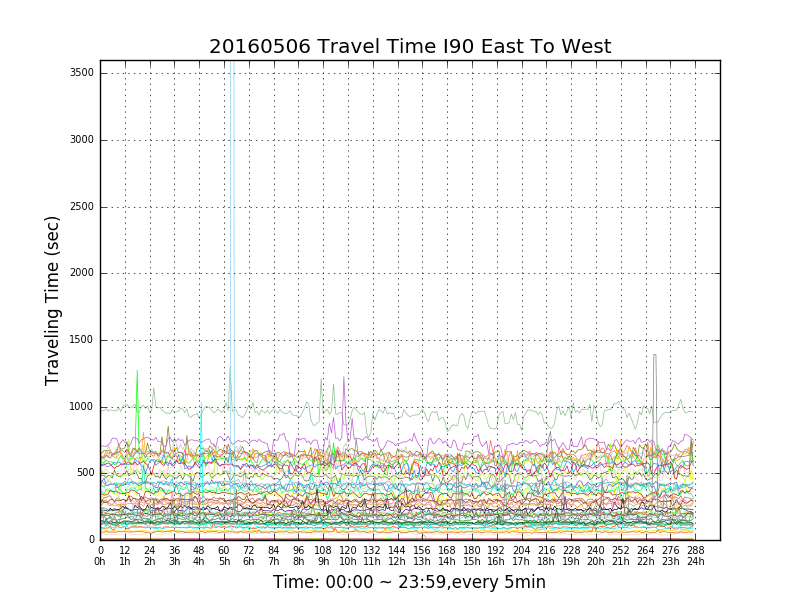 20160506 Travel Time I90 East To West
Traveling Time (sec)
3500
3000
2500
2000
1500
1000
500
0
0 12 24 36 48 60 72 84 96 108 120 132 144 156 168 180 192 204 216 228 240 252 264 276 288
0h 1h 2h 3h 4h 5h 6h 7h 8h 9h 10h 11h 12h 13h 14h 15h 16h 17h 18h 19h 20h 21h 22h 23h 24h
Time: 00:00 ~ 23:59,every 5min